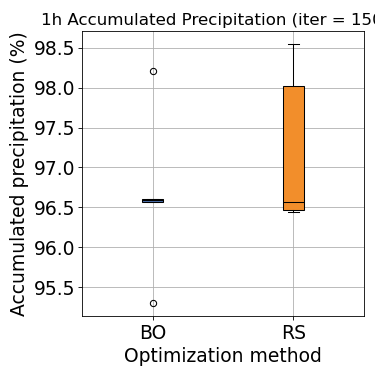 1h Accumulated Precipitation (iter = 150
Accumulated precipitation (%)
98.5
98.0
97.5
97.0
96.5
96.0
95.5
BO
RS
Optimization method